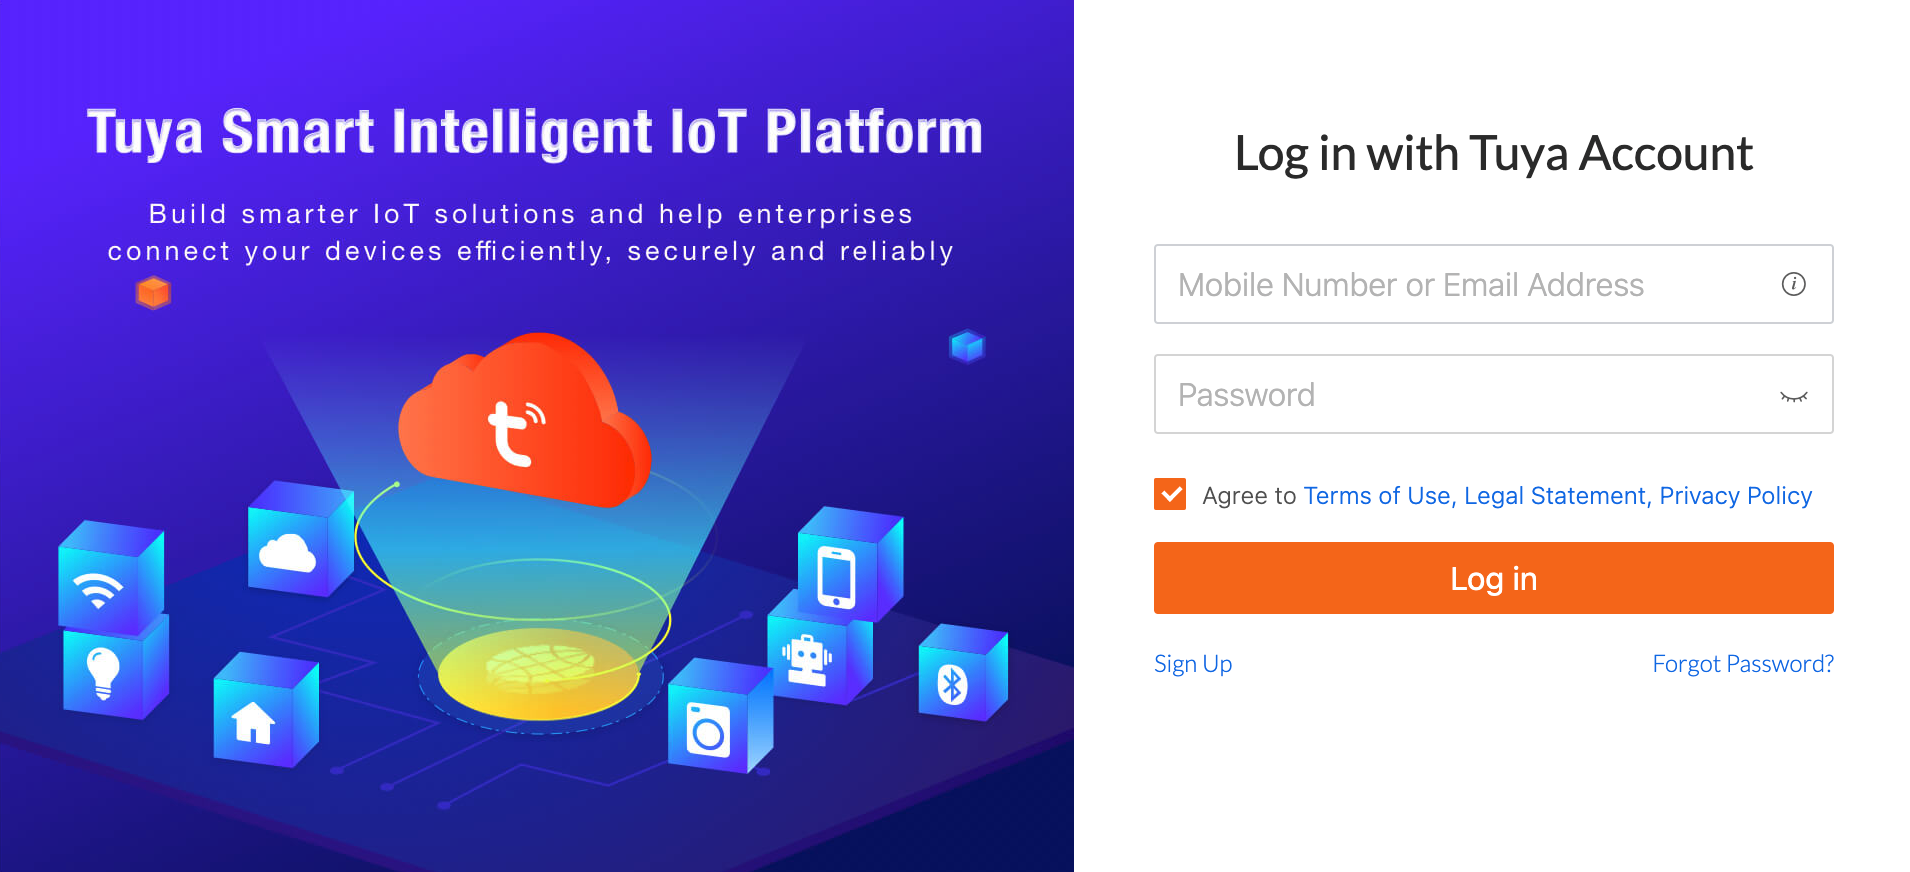 Tuya Smart Intelligent IoT Platform
Build smarter IoT solutions and help enterprises
connect your devices efficiently, securely and reliably
Log in with Tuya Account
Mobile Number or Email Address
Password
Agree to Terms of Use, Legal Statement, Privacy Policy
Log in
Sign Up
Forgot Password?